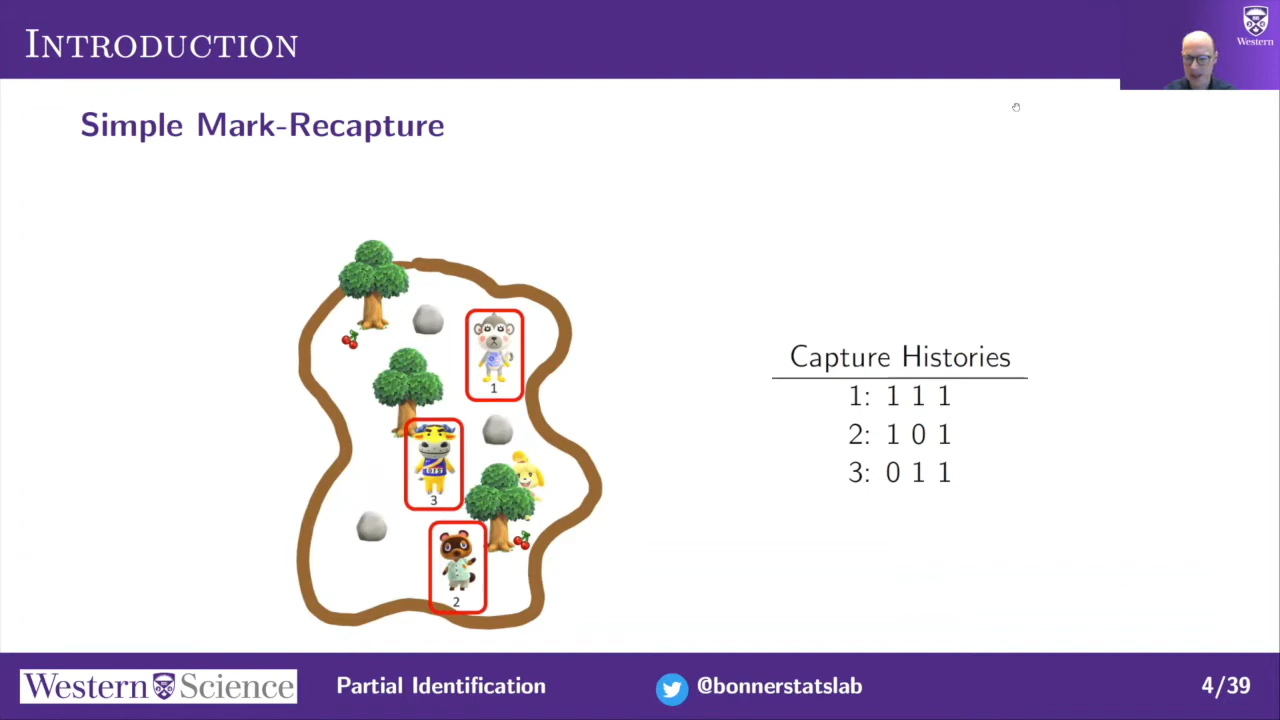 INTRODUCTION
Western
Simple Mark-Recapture
1
3
2
Capture Histories
1: 1 1 1
2: 1 0 1
3: 0 1 1
Western Science
Partial Identification
@bonnerstatslab
4/39